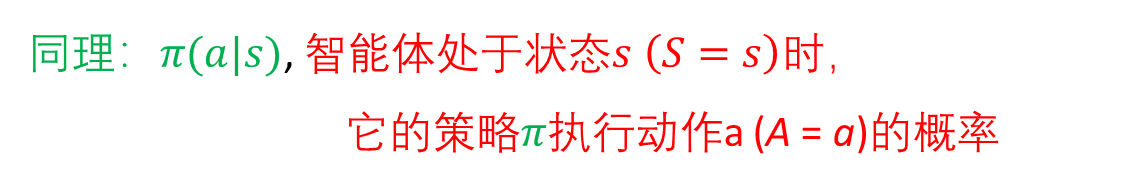 同理：π(a|s), 智能体处于状态s (S = s)时，
它的策略π执行动作a (A = a)的概率